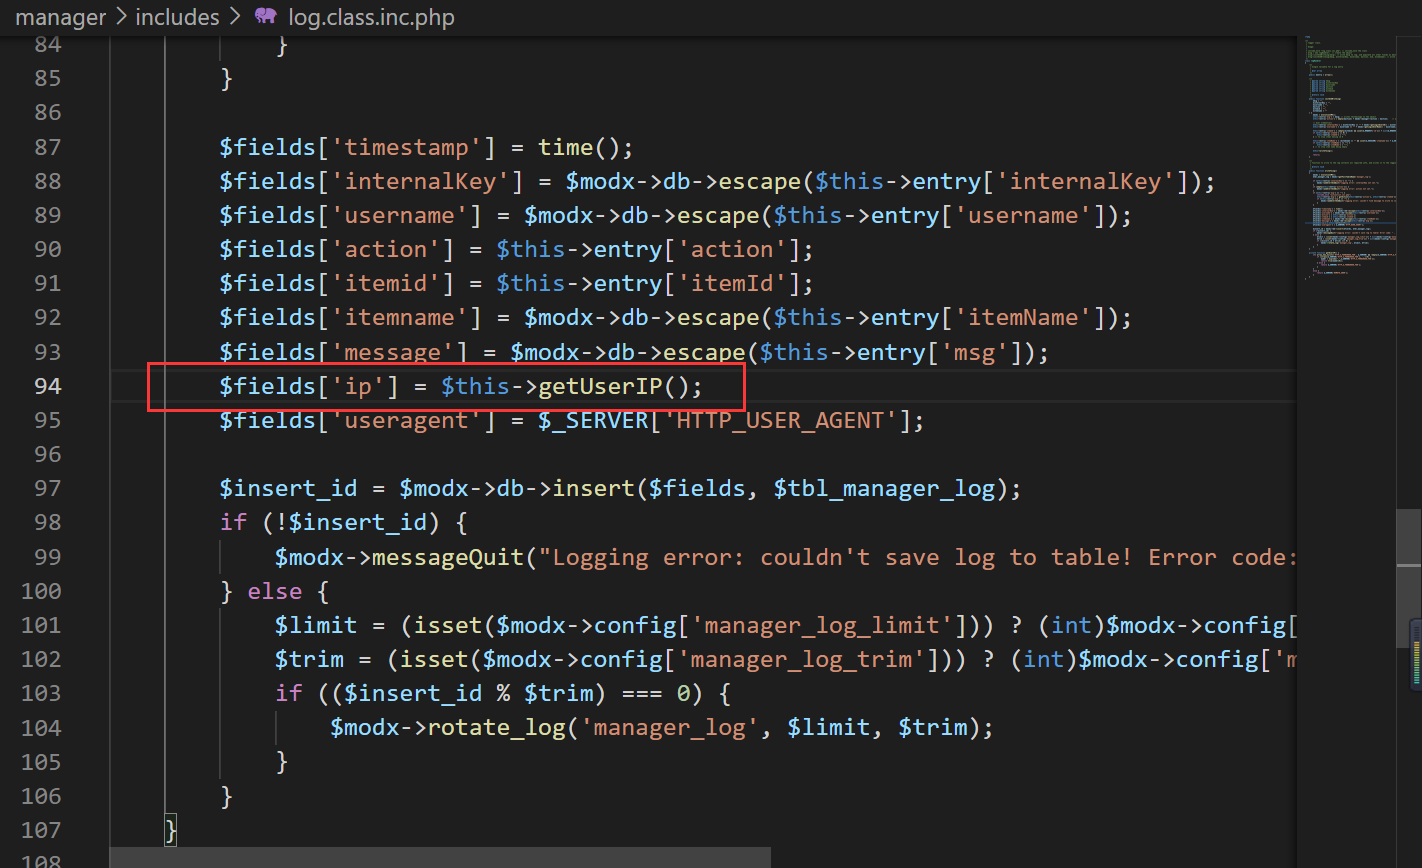 manager > includes > log.class.inc.php
84 }
85 }
86
87 $fields['timestamp'] = time();
88 $fields['internalKey'] = $modx->db->escape($this->entry['internalKey']);
89 $fields['username'] = $modx->db->escape($this->entry['username']);
90 $fields['action'] = $this->entry['action'];
91 $fields['itemid'] = $this->entry['itemId'];
92 $fields['itemname'] = $modx->db->escape($this->entry['itemName']);
93 $fields['message'] = $modx->db->escape($this->entry['msg']);
94 $fields['ip'] = $this->getUserIP();
95 $fields['useragent'] = $_SERVER['HTTP_USER_AGENT'];
96
97 $insert_id = $modx->db->insert($fields, $tbl_manager_log);
98 if (!$insert_id) {
99 $modx->messageQuit("Logging error: couldn't save log to table! Error code:
100 } else {
101 $limit = (isset($modx->config['manager_log_limit'])) ? (int)$modx->config[
102 $trim = (isset($modx->config['manager_log_trim'])) ? (int)$modx->config['m
103 if (($insert_id % $trim) === 0) {
104 $modx->rotate_log('manager_log', $limit, $trim);
105 }
106 }
107 }
108